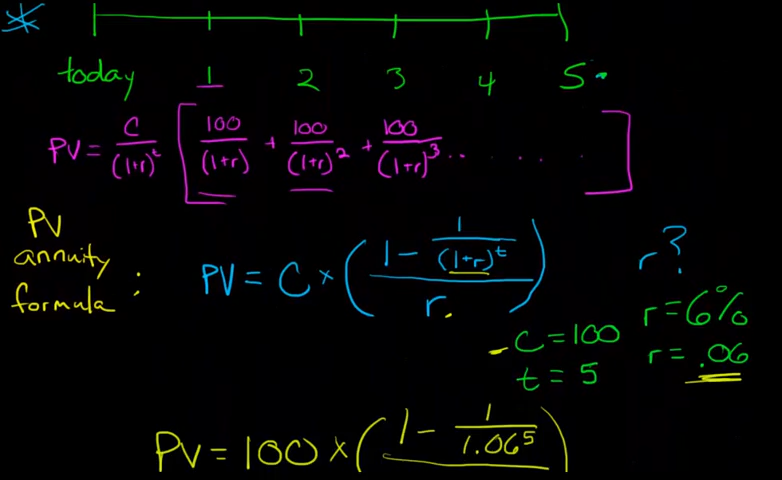 today 1 2 3 4 5
PV = C/(1+r)^t [ 100/(1+r) + 100/(1+r)^2 + 100/(1+r)^3 .. . . . ]
PV
annuity
formula :
PV = C × ( (1 - 1/(1+r)^t) / r. )
r?
r = 6%
- C = 100
r = .06
t = 5
PV = 100 × ( 1 - 1/1.06^5 )